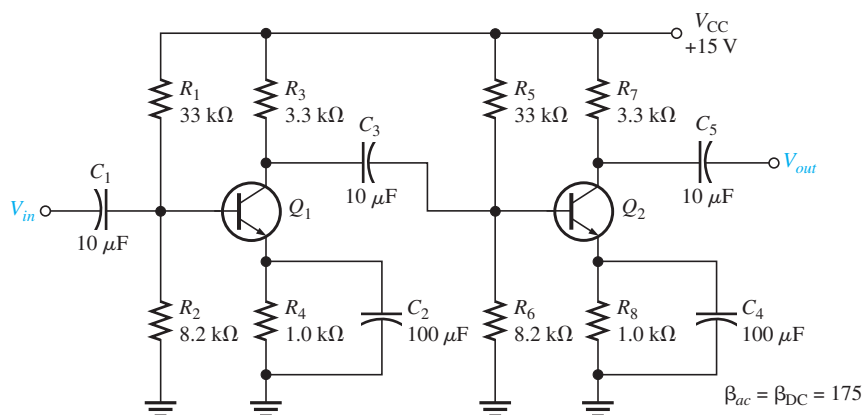 V_CC
+15 V
R_1
33 kΩ
R_3
3.3 kΩ
C_3
10 μF
R_5
33 kΩ
R_7
3.3 kΩ
C_5
10 μF
V_out
V_in
C_1
10 μF
Q_1
Q_2
R_2
8.2 kΩ
R_4
1.0 kΩ
C_2
100 μF
R_6
8.2 kΩ
R_8
1.0 kΩ
C_4
100 μF
β_ac = β_DC = 175